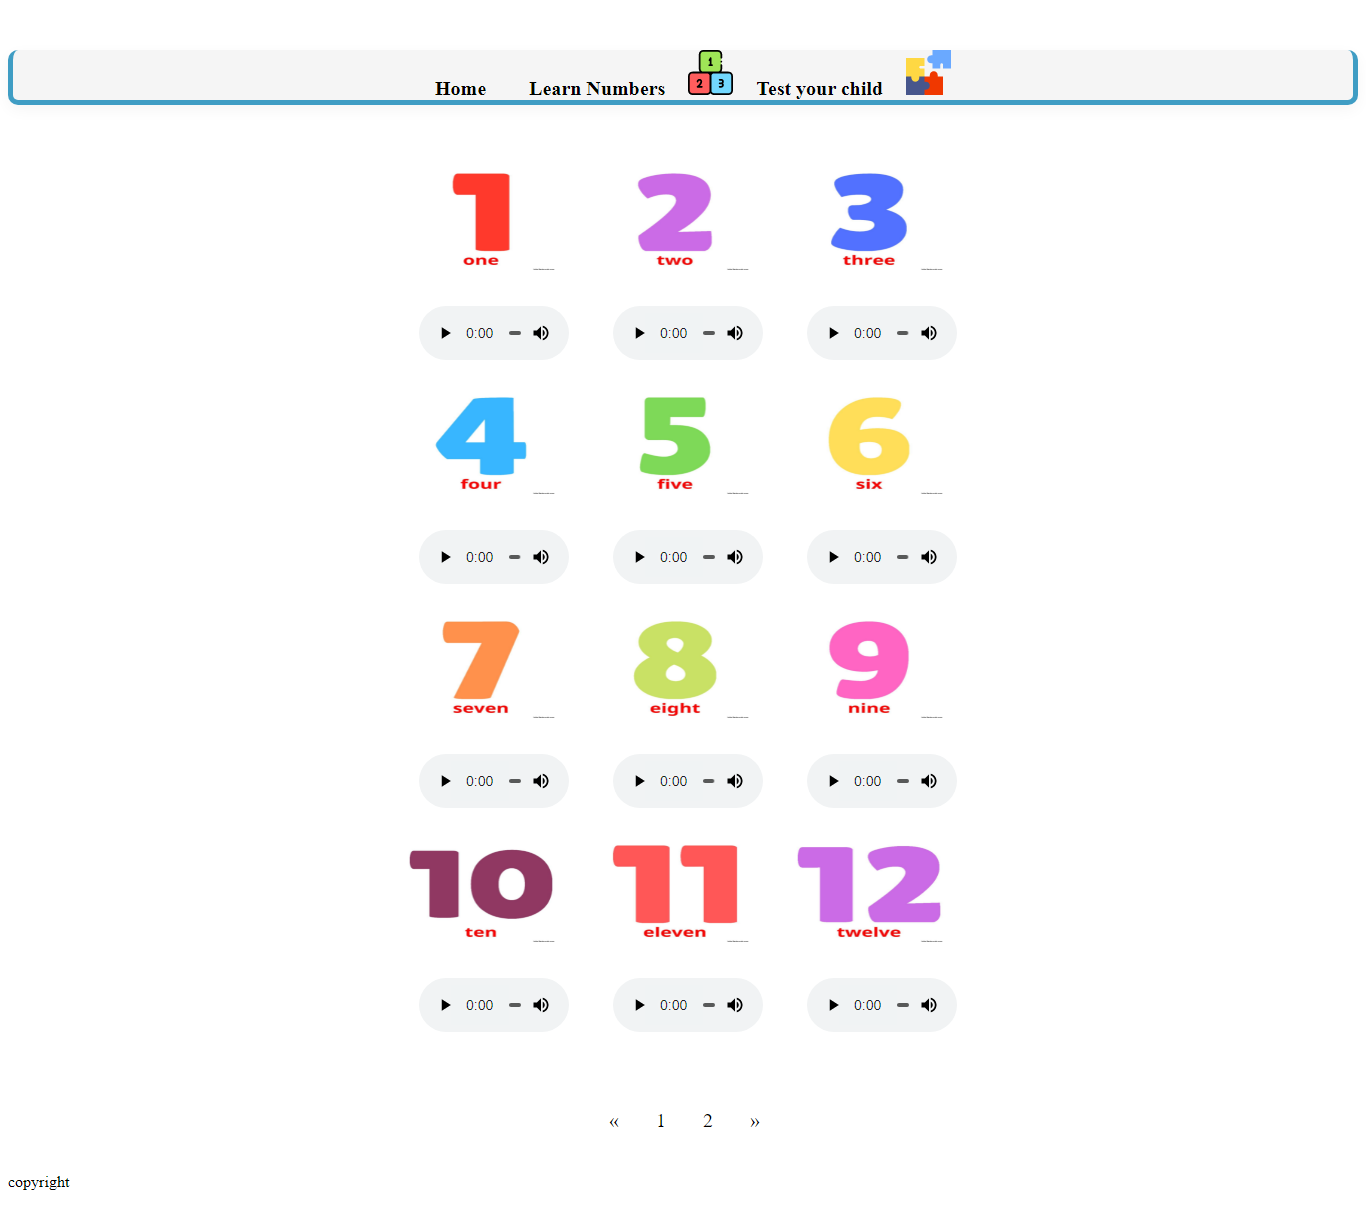 Home Learn Numbers 1 2 3 Test your child
1 2 3
one two three
0:00 0:00 0:00
4 5 6
four five six
0:00 0:00 0:00
7 8 9
seven eight nine
0:00 0:00 0:00
10 11 12
ten eleven twelve
0:00 0:00 0:00
« 1 2 »
copyright